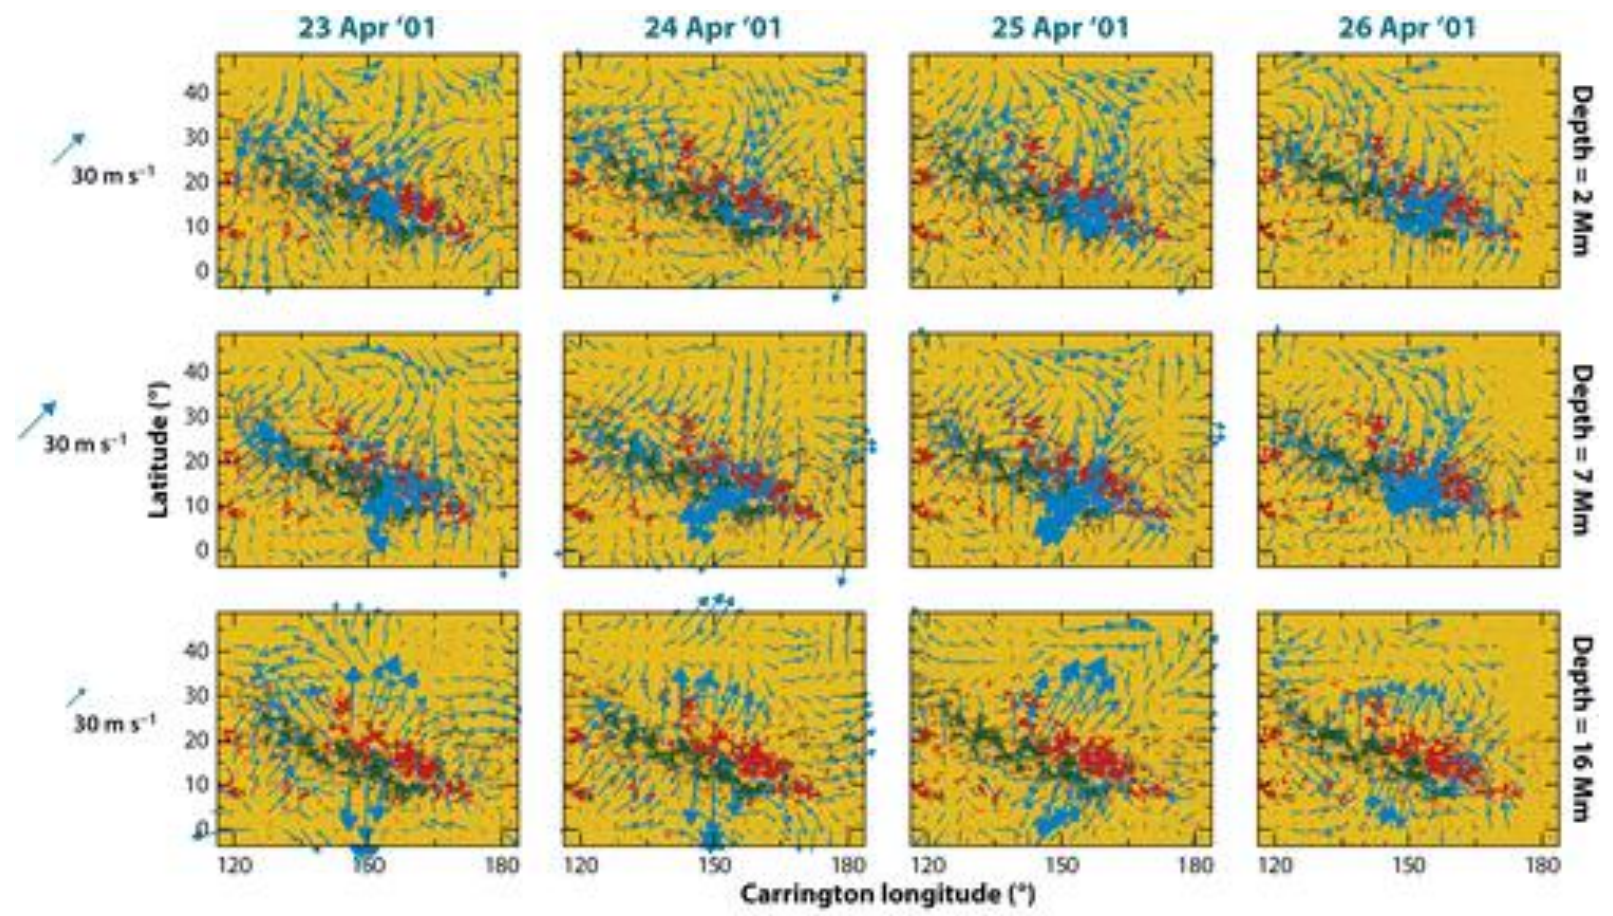 23 Apr '01
24 Apr '01
25 Apr '01
26 Apr '01
40
30
20
10
0
30 m s⁻¹
Depth = 2 Mm
40
30
20
10
0
30 m s⁻¹
Latitude (°)
Depth = 7 Mm
40
30
20
10
0
30 m s⁻¹
Depth = 16 Mm
120 160 180
120 150 180
120 150 180
120 150 180
Carrington longitude (°)